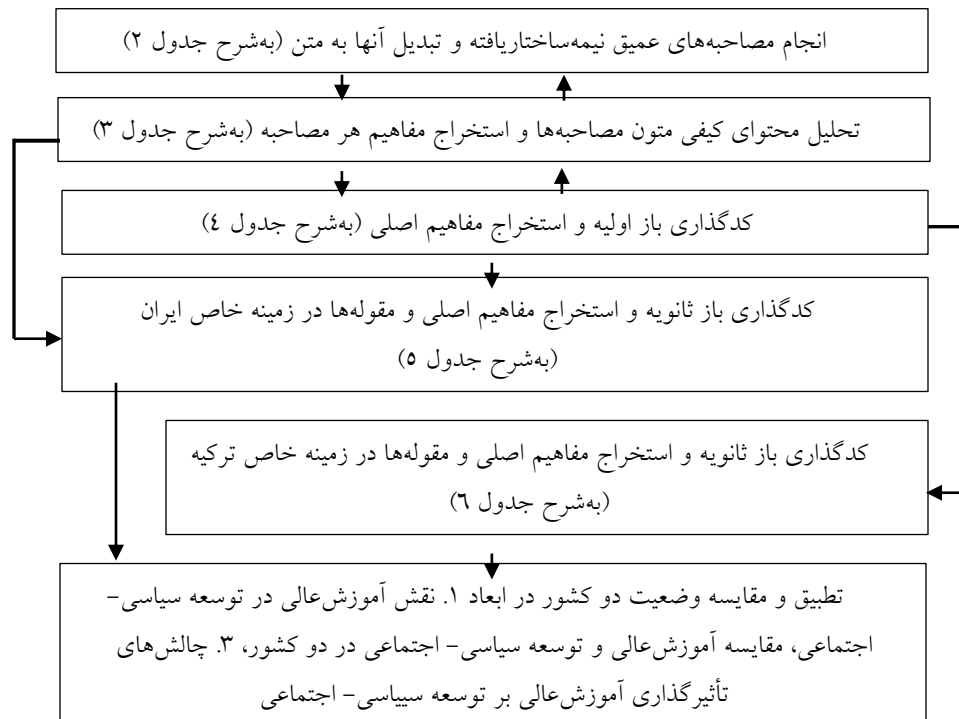 انجام مصاحبه‌های عمیق نیمه‌ساختاریافته و تبدیل آنها به متن (به‌شرح جدول ۲)
تحلیل محتوای کیفی متون مصاحبه‌ها و استخراج مفاهیم هر مصاحبه (به‌شرح جدول ۳)
کدگذاری باز اولیه و استخراج مفاهیم اصلی (به‌شرح جدول ٤)
کدگذاری باز ثانویه و استخراج مفاهیم اصلی و مقوله‌ها در زمینه خاص ایران
(به‌شرح جدول ٥)
کدگذاری باز ثانویه و استخراج مفاهیم اصلی و مقوله‌ها در زمینه خاص ترکیه
(به‌شرح جدول ٦)
تطبیق و مقایسه وضعیت دو کشور در ابعاد ۱. نقش آموزش‌عالی در توسعه سیاسی-
اجتماعی، مقایسه آموزش‌عالی و توسعه سیاسی- اجتماعی در دو کشور، ۳. چالش‌های
تأثیرگذاری آموزش‌عالی بر توسعه سییاسی- اجتماعی